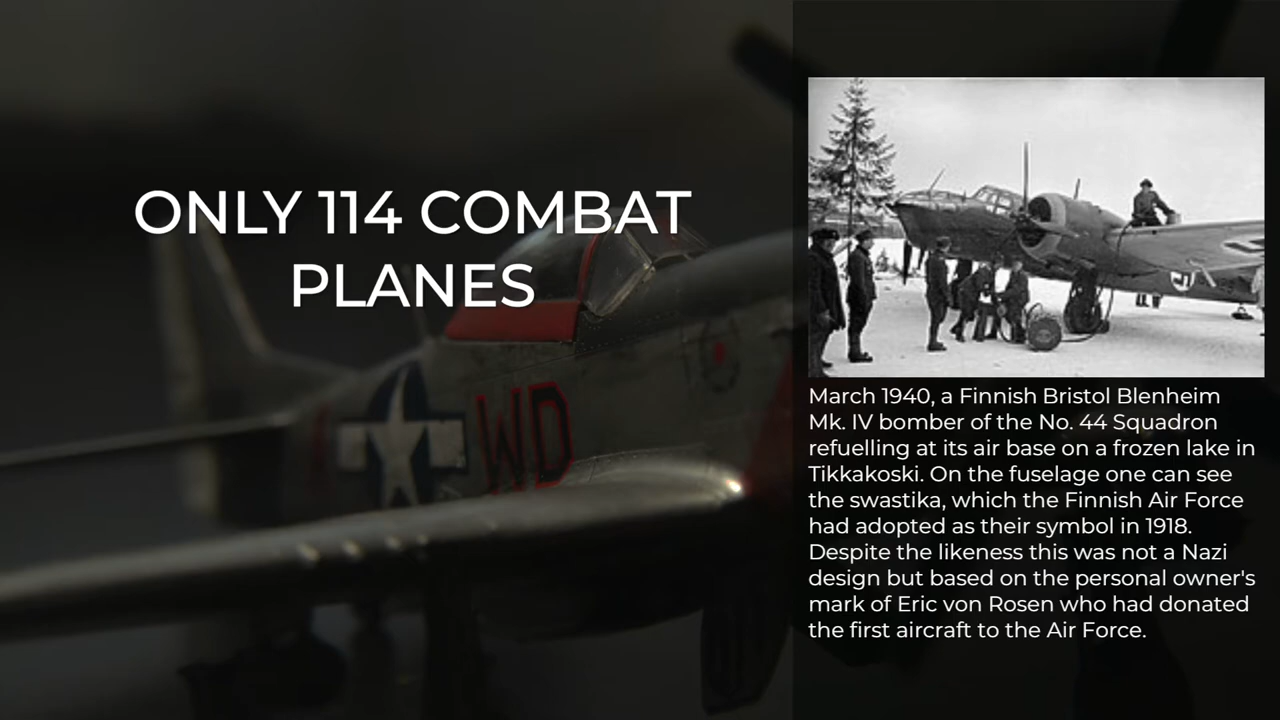 ONLY 114 COMBAT
PLANES
WD
March 1940, a Finnish Bristol Blenheim
Mk. IV bomber of the No. 44 Squadron
refuelling at its air base on a frozen lake in
Tikkakoski. On the fuselage one can see
the swastika, which the Finnish Air Force
had adopted as their symbol in 1918.
Despite the likeness this was not a Nazi
design but based on the personal owner's
mark of Eric von Rosen who had donated
the first aircraft to the Air Force.